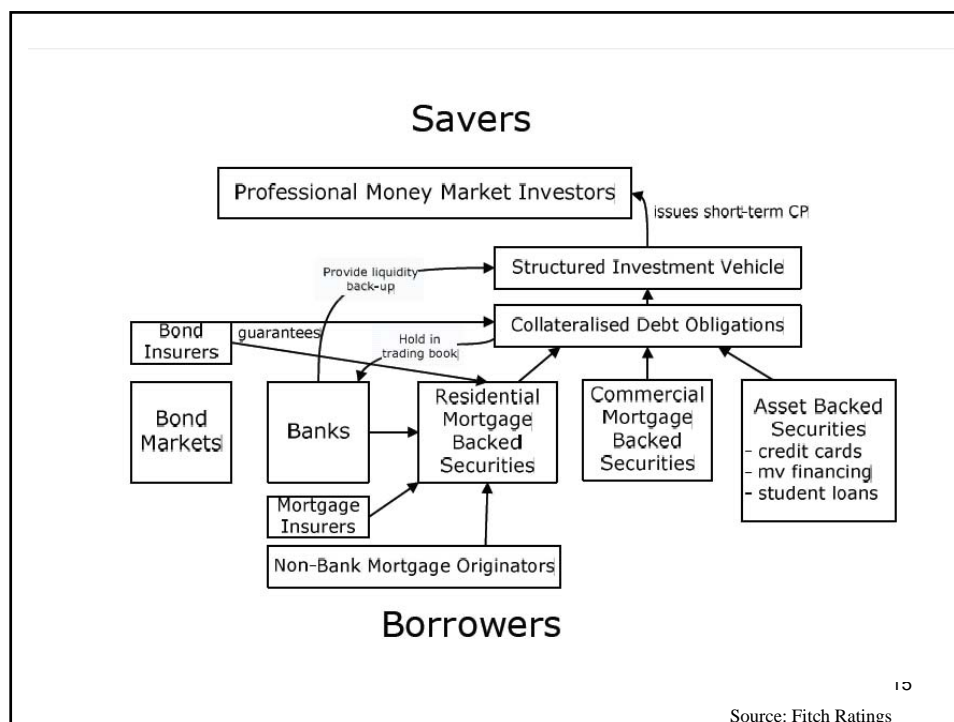 Savers
Professional Money Market Investors
issues short-term CP
Structured Investment Vehicle
Provide liquidity
back-up
Collateralised Debt Obligations
Bond
Insurers
guarantees
Hold in
trading book
Bond
Markets
Banks
Residential
Mortgage
Backed
Securities
Commercial
Mortgage
Backed
Securities
Asset Backed
Securities
- credit cards
- mv financing
- student loans
Mortgage
Insurers
Non-Bank Mortgage Originators
Borrowers
15
Source: Fitch Ratings